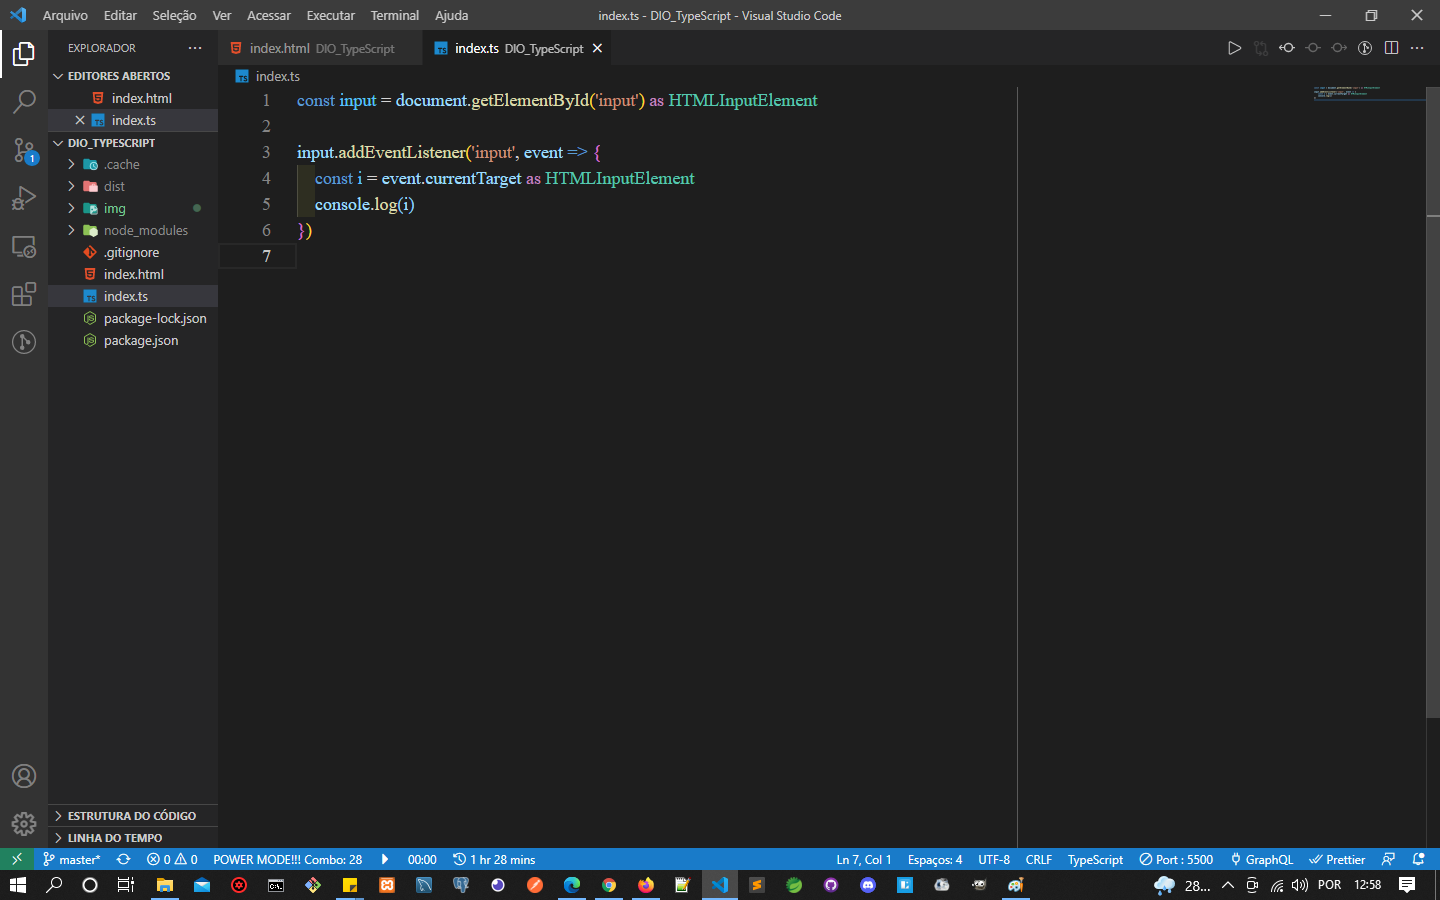 Arquivo Editar Seleção Ver Acessar Executar Terminal Ajuda
index.ts - DIO_TypeScript - Visual Studio Code
EXPLORADOR
EDITORES ABERTOS
index.html
index.ts
DIO_TYPESCRIPT
.cache
dist
img
node_modules
.gitignore
index.html
index.ts
package-lock.json
package.json
ESTRUTURA DO CÓDIGO
LINHA DO TEMPO
1
index.html DIO_TypeScript
index.ts DIO_TypeScript
index.ts
1 const input = document.getElementById('input') as HTMLInputElement
2
3 input.addEventListener('input', event => {
4 const i = event.currentTarget as HTMLInputElement
5 console.log(i)
6 })
7
master* 0 0 POWER MODE!!! Combo: 28 00:00 1 hr 28 mins
Ln 7, Col 1 Espaços: 4 UTF-8 CRLF TypeScript Port : 5500 GraphQL Prettier
28... POR 12:58